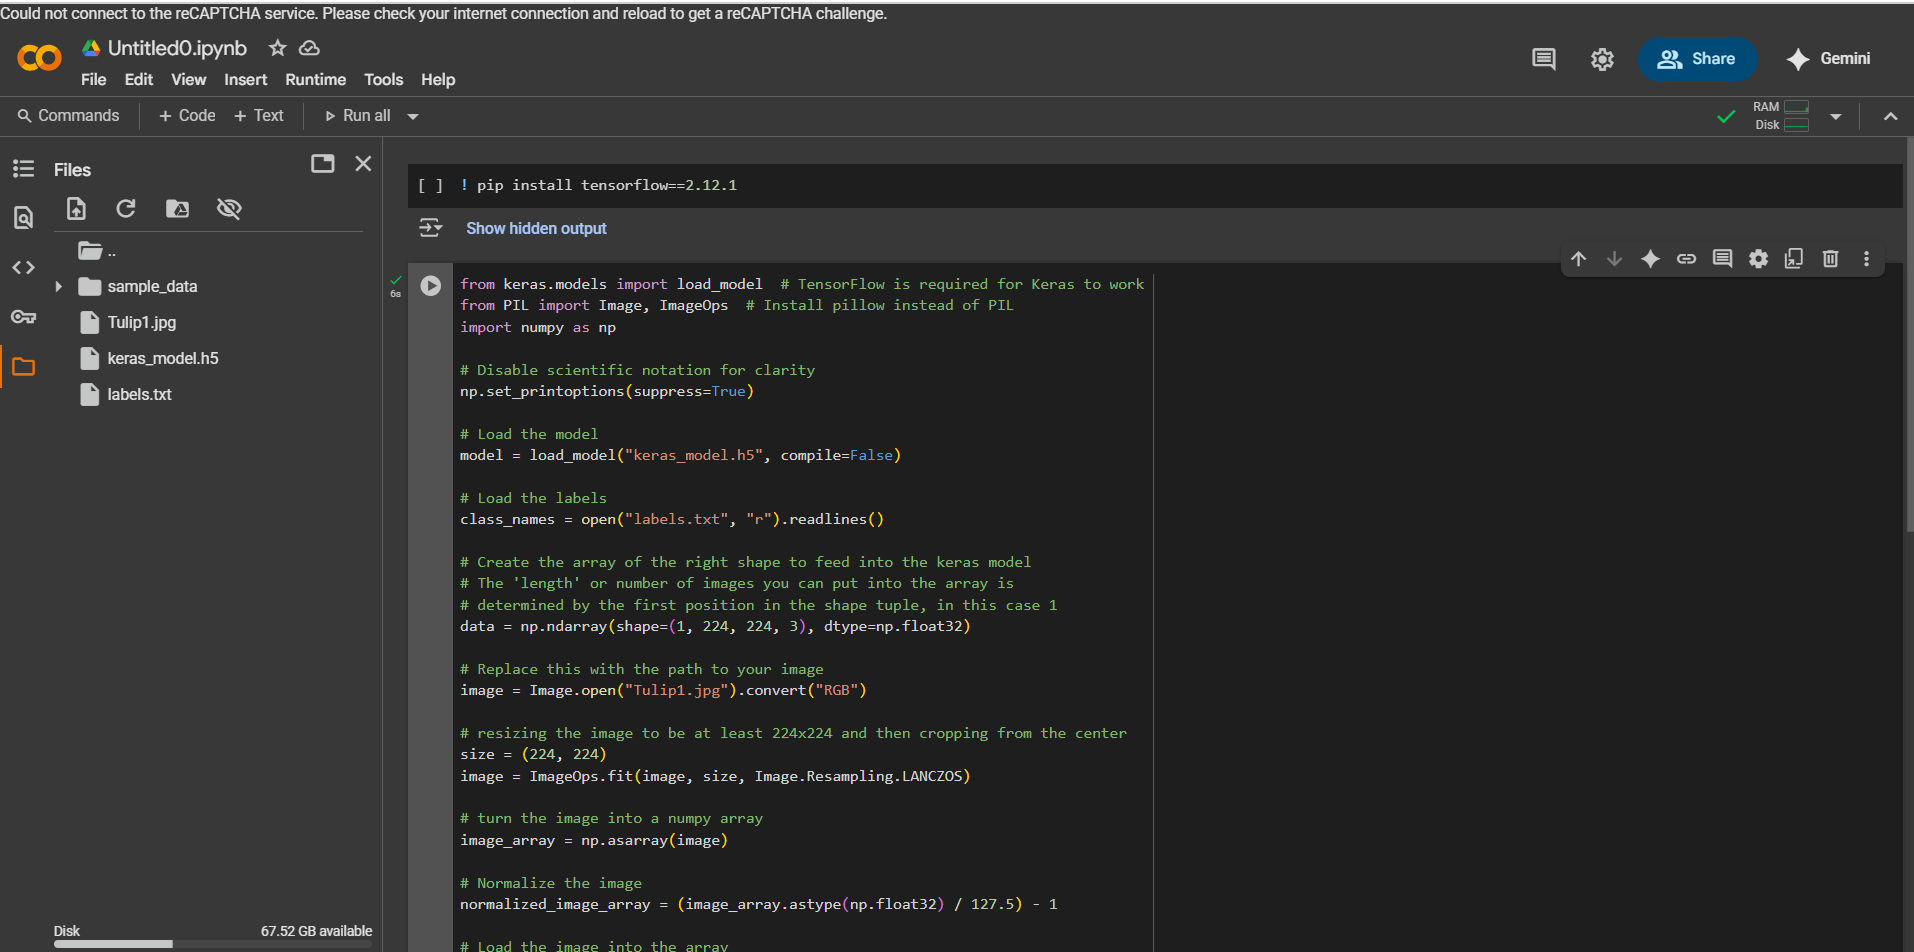 Could not connect to the reCAPTCHA service. Please check your internet connection and reload to get a reCAPTCHA challenge.
Untitled0.ipynb
File Edit View Insert Runtime Tools Help
Share
Gemini
Commands + Code + Text Run all
RAM
Disk
Files
..
sample_data
Tulip1.jpg
keras_model.h5
labels.txt
Disk 67.52 GB available
[ ] ! pip install tensorflow==2.12.1
Show hidden output
6s
from keras.models import load_model  # TensorFlow is required for Keras to work
from PIL import Image, ImageOps  # Install pillow instead of PIL
import numpy as np
# Disable scientific notation for clarity
np.set_printoptions(suppress=True)
# Load the model
model = load_model("keras_model.h5", compile=False)
# Load the labels
class_names = open("labels.txt", "r").readlines()
# Create the array of the right shape to feed into the keras model
# The 'length' or number of images you can put into the array is
# determined by the first position in the shape tuple, in this case 1
data = np.ndarray(shape=(1, 224, 224, 3), dtype=np.float32)
# Replace this with the path to your image
image = Image.open("Tulip1.jpg").convert("RGB")
# resizing the image to be at least 224x224 and then cropping from the center
size = (224, 224)
image = ImageOps.fit(image, size, Image.Resampling.LANCZOS)
# turn the image into a numpy array
image_array = np.asarray(image)
# Normalize the image
normalized_image_array = (image_array.astype(np.float32) / 127.5) - 1
# Load the image into the array